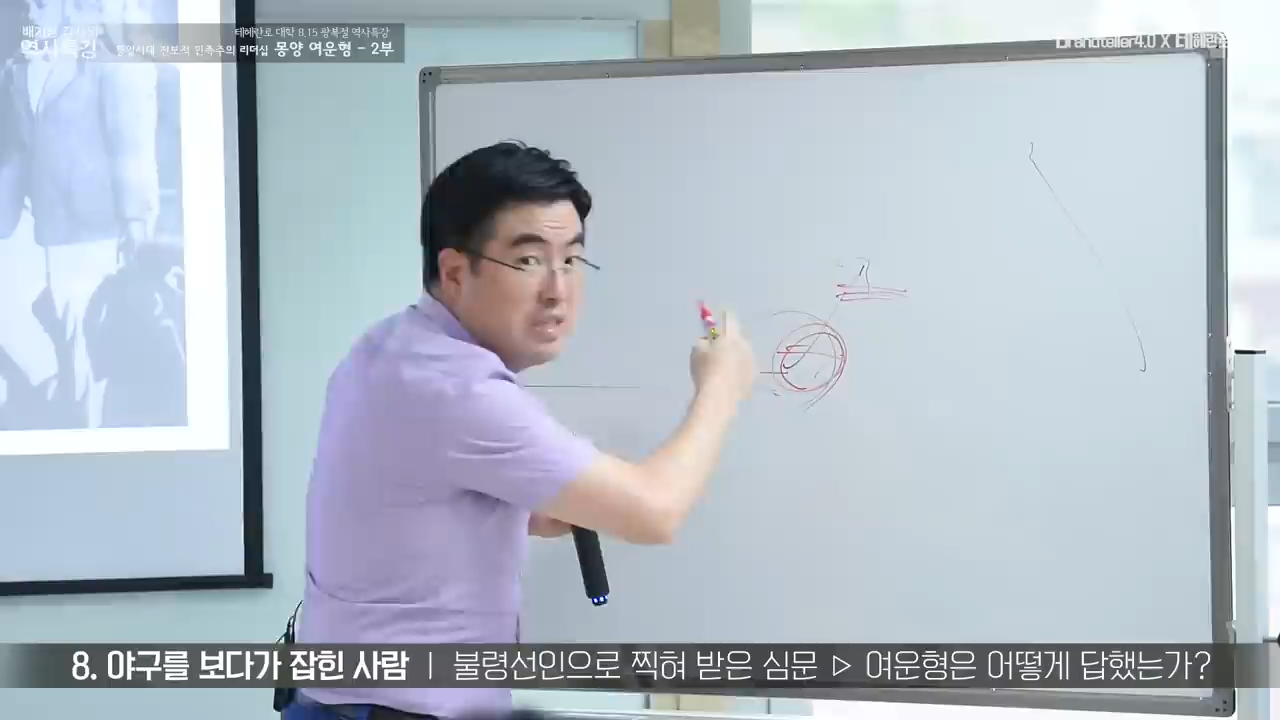 역사특강
테헤란로 대학 8.15 광복절 역사특강
통일시대 진보적 민족주의 리더십 몽양 여운형 - 2부
Brandteller4.0 X 테헤란로
8. 야구를 보다가 잡힌 사람 | 불령선인으로 찍혀 받은 심문 ▷ 여운형은 어떻게 답했는가?